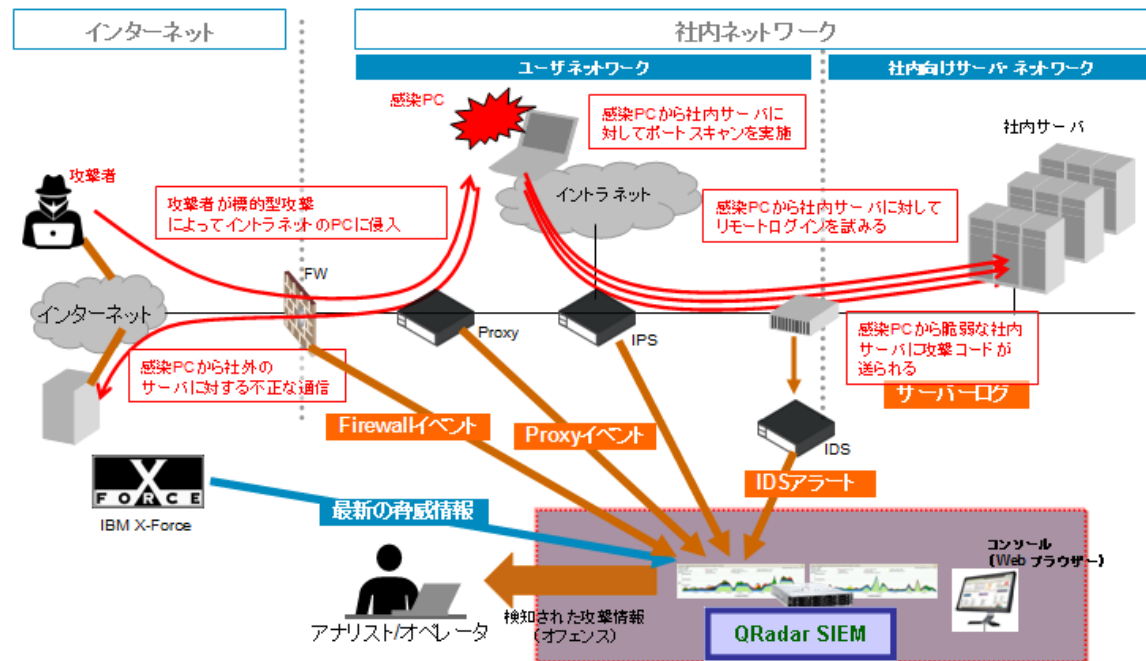 インターネット
社内ネットワーク
ユーザネットワーク
社内向けサーバ・ネットワーク
感染PC
感染PCから社内サーバに
対してポートスキャンを実施
社内サーバ
攻撃者
攻撃者が標的型攻撃
によってイントラネットのPCに侵入
イントラネット
感染PCから社内サーバに対して
リモートログインを試みる
FW
インターネット
Proxy
IPS
感染PCから社外の
サーバに対する不正な通信
感染PCから脆弱な社内
サーバに攻撃コードが
送られる
サーバーログ
Firewallイベント
Proxyイベント
IDS
IDSアラート
X
FORCE
IBM X-Force
最新の脅威情報
コンソール
(Webブラウザー)
検知された攻撃情報
(オフェンス)
アナリスト/オペレータ
QRadar SIEM